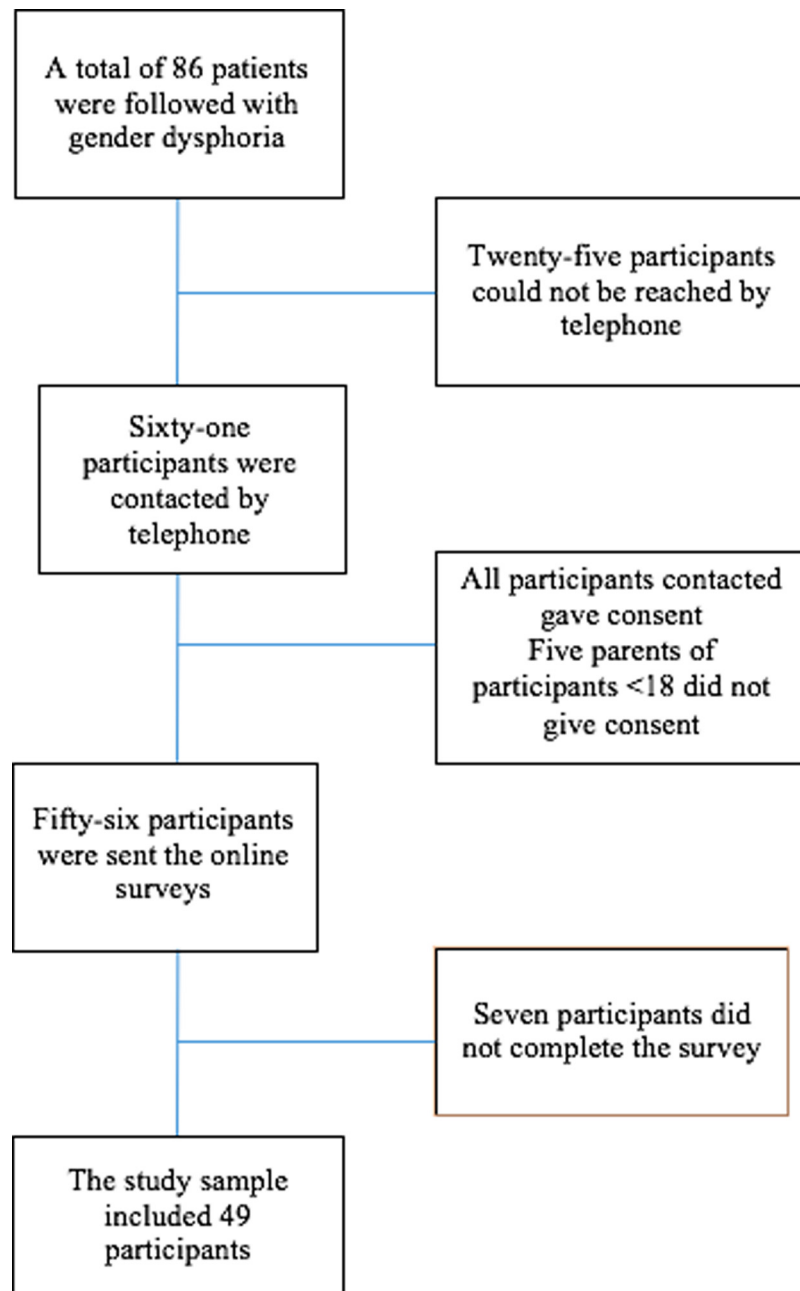 A total of 86 patients
were followed with
gender dysphoria
Twenty-five participants
could not be reached by
telephone
Sixty-one
participants were
contacted by
telephone
All participants contacted
gave consent
Five parents of
participants <18 did not
give consent
Fifty-six participants
were sent the online
surveys
Seven participants did
not complete the survey
The study sample
included 49
participants